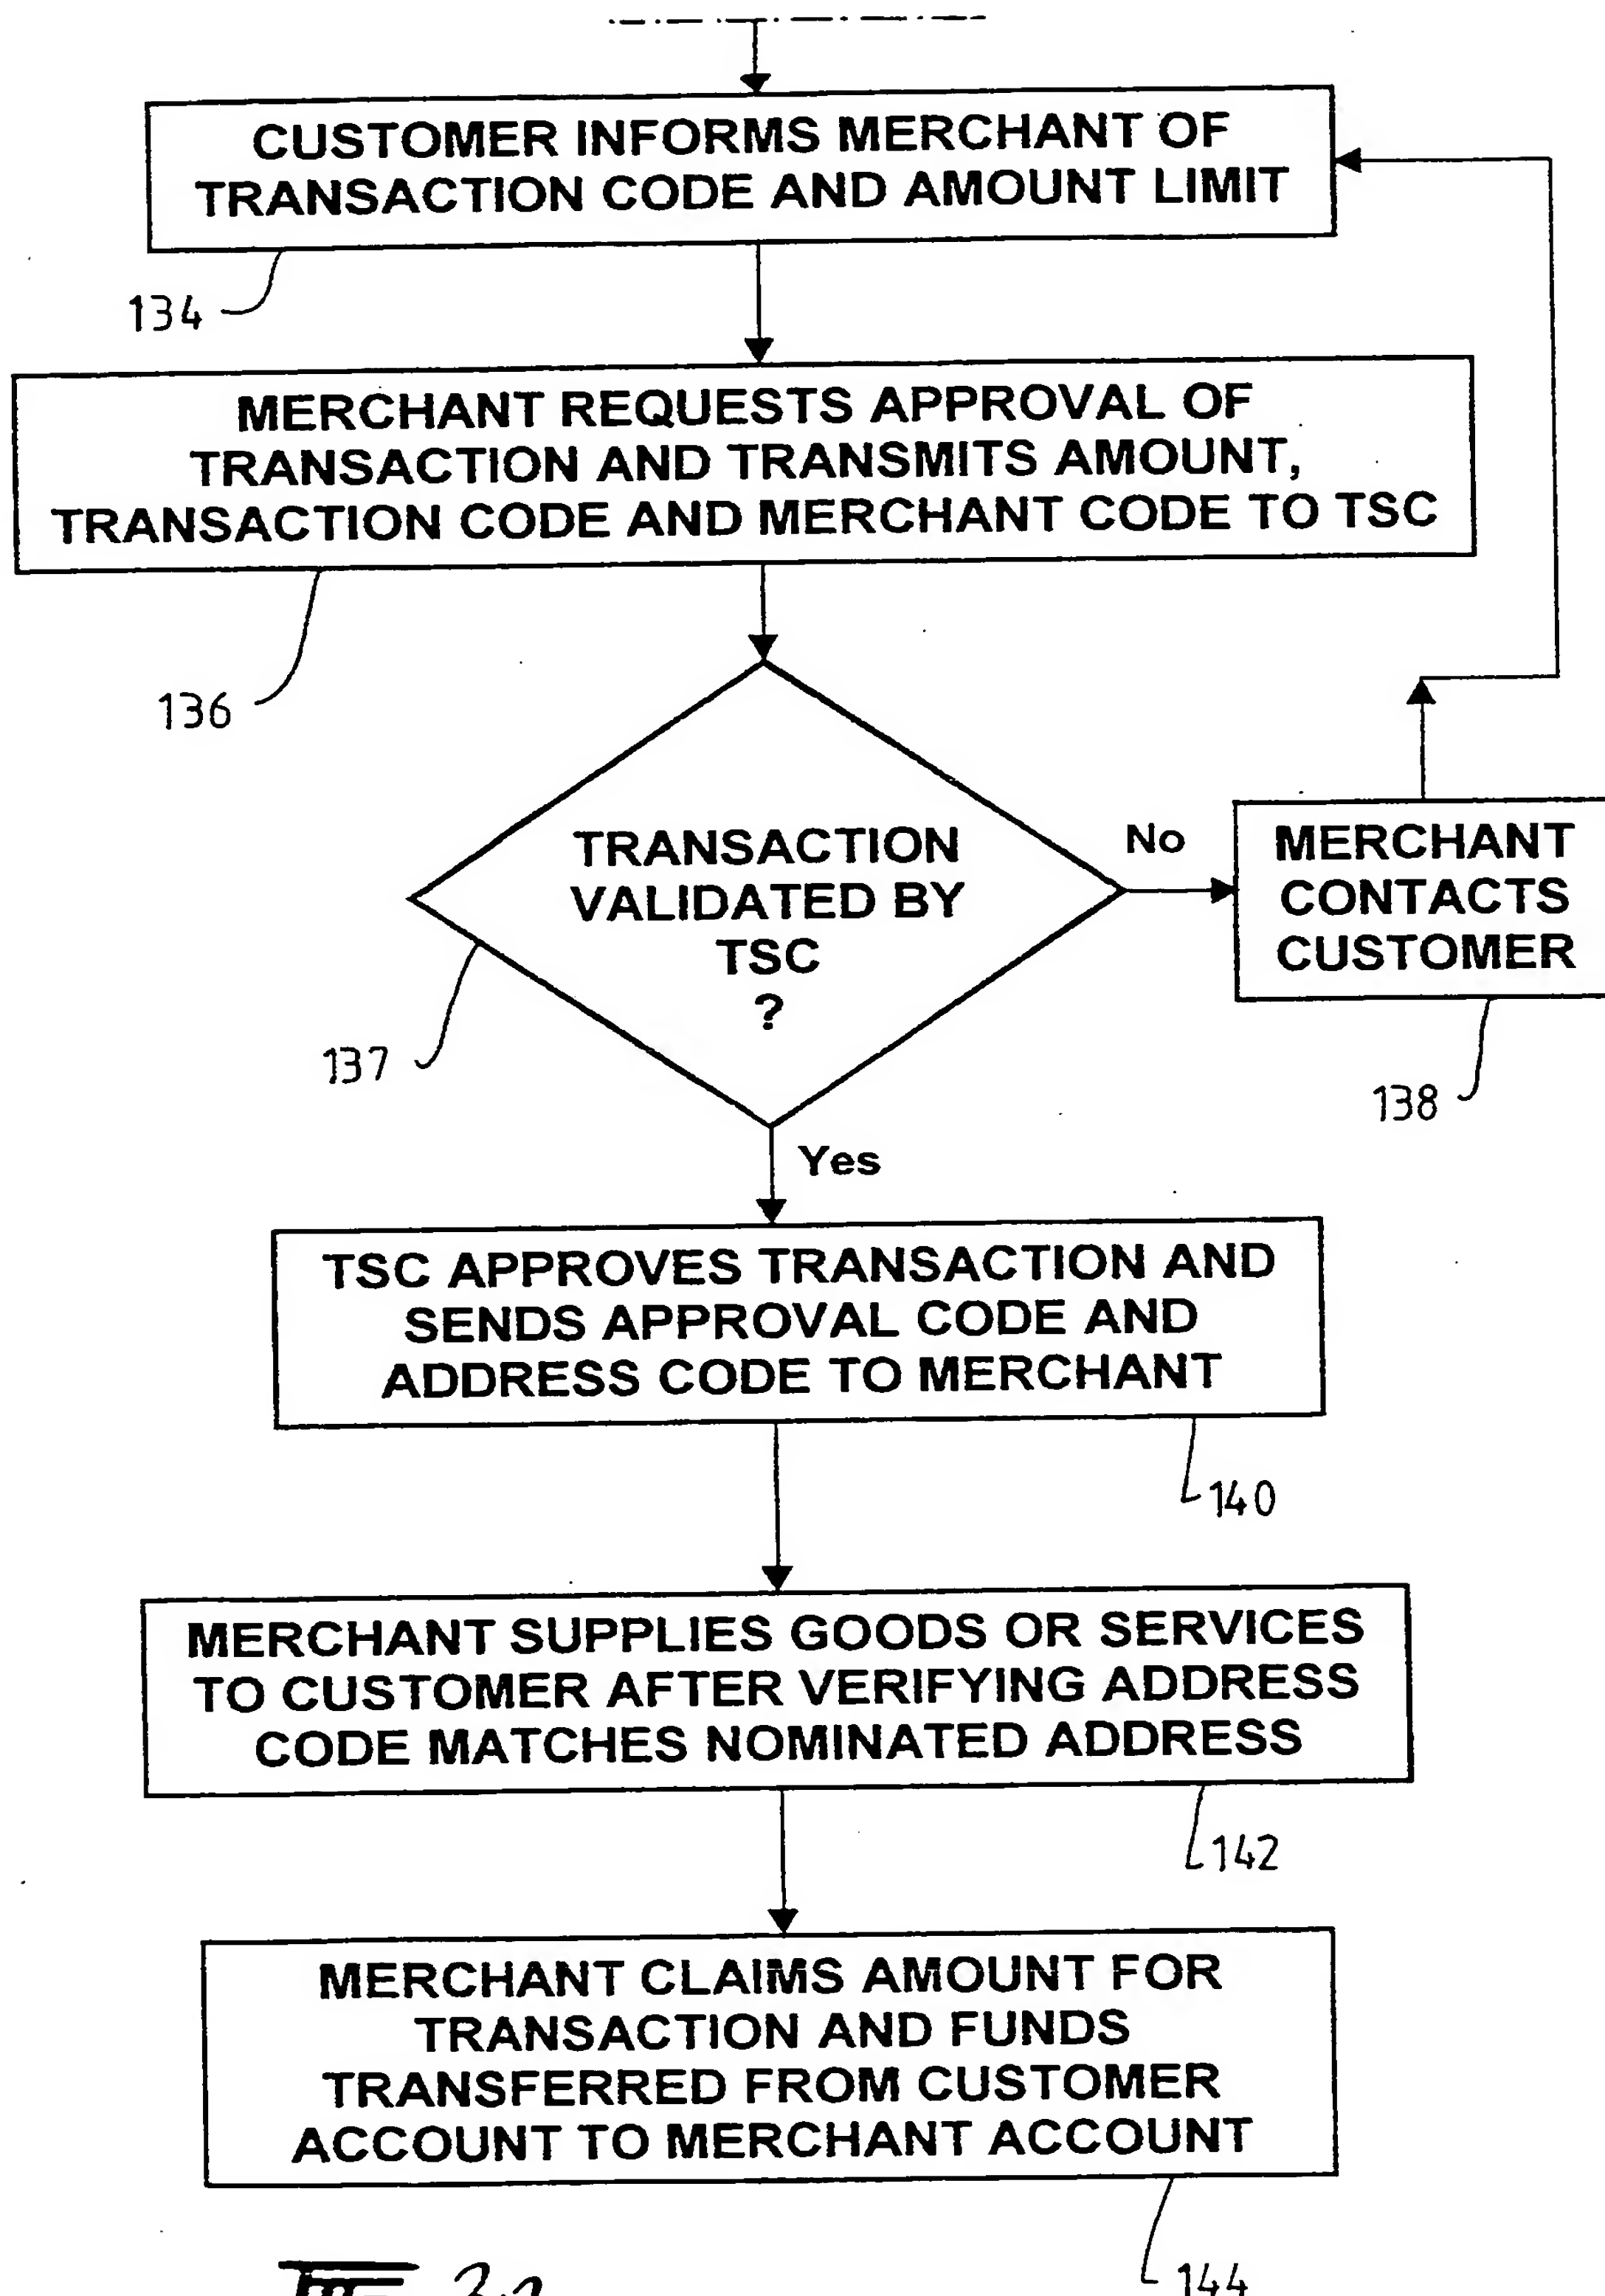 CUSTOMER INFORMS MERCHANT OF
TRANSACTION CODE AND AMOUNT LIMIT
134
MERCHANT REQUESTS APPROVAL OF
TRANSACTION AND TRANSMITS AMOUNT,
TRANSACTION CODE AND MERCHANT CODE TO TSC
136
TRANSACTION
VALIDATED BY
TSC
?
137
No
MERCHANT
CONTACTS
CUSTOMER
138
Yes
TSC APPROVES TRANSACTION AND
SENDS APPROVAL CODE AND
ADDRESS CODE TO MERCHANT
140
MERCHANT SUPPLIES GOODS OR SERVICES
TO CUSTOMER AFTER VERIFYING ADDRESS
CODE MATCHES NOMINATED ADDRESS
142
MERCHANT CLAIMS AMOUNT FOR
TRANSACTION AND FUNDS
TRANSFERRED FROM CUSTOMER
ACCOUNT TO MERCHANT ACCOUNT
144